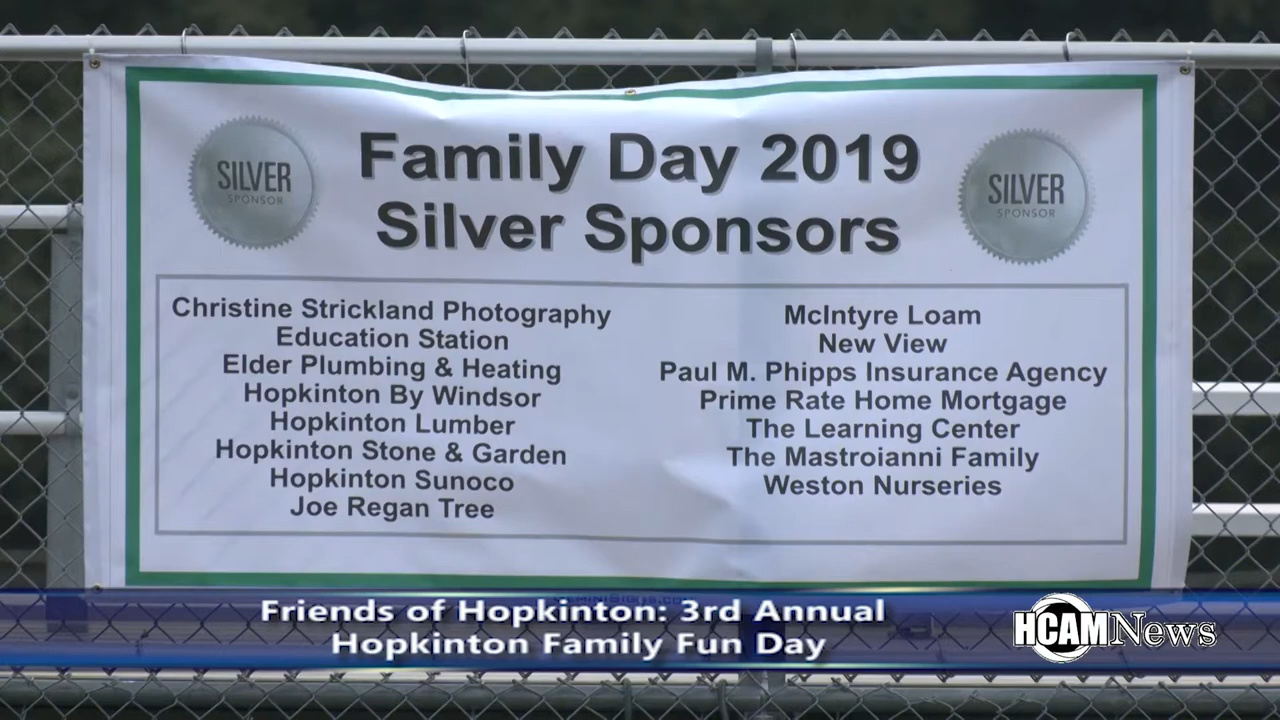 SILVER
SPONSOR
Family Day 2019
Silver Sponsors
SILVER
SPONSOR
Christine Strickland Photography
Education Station
Elder Plumbing & Heating
Hopkinton By Windsor
Hopkinton Lumber
Hopkinton Stone & Garden
Hopkinton Sunoco
Joe Regan Tree
McIntyre Loam
New View
Paul M. Phipps Insurance Agency
Prime Rate Home Mortgage
The Learning Center
The Mastroianni Family
Weston Nurseries
Friends of Hopkinton: 3rd Annual
Hopkinton Family Fun Day
HCAM News